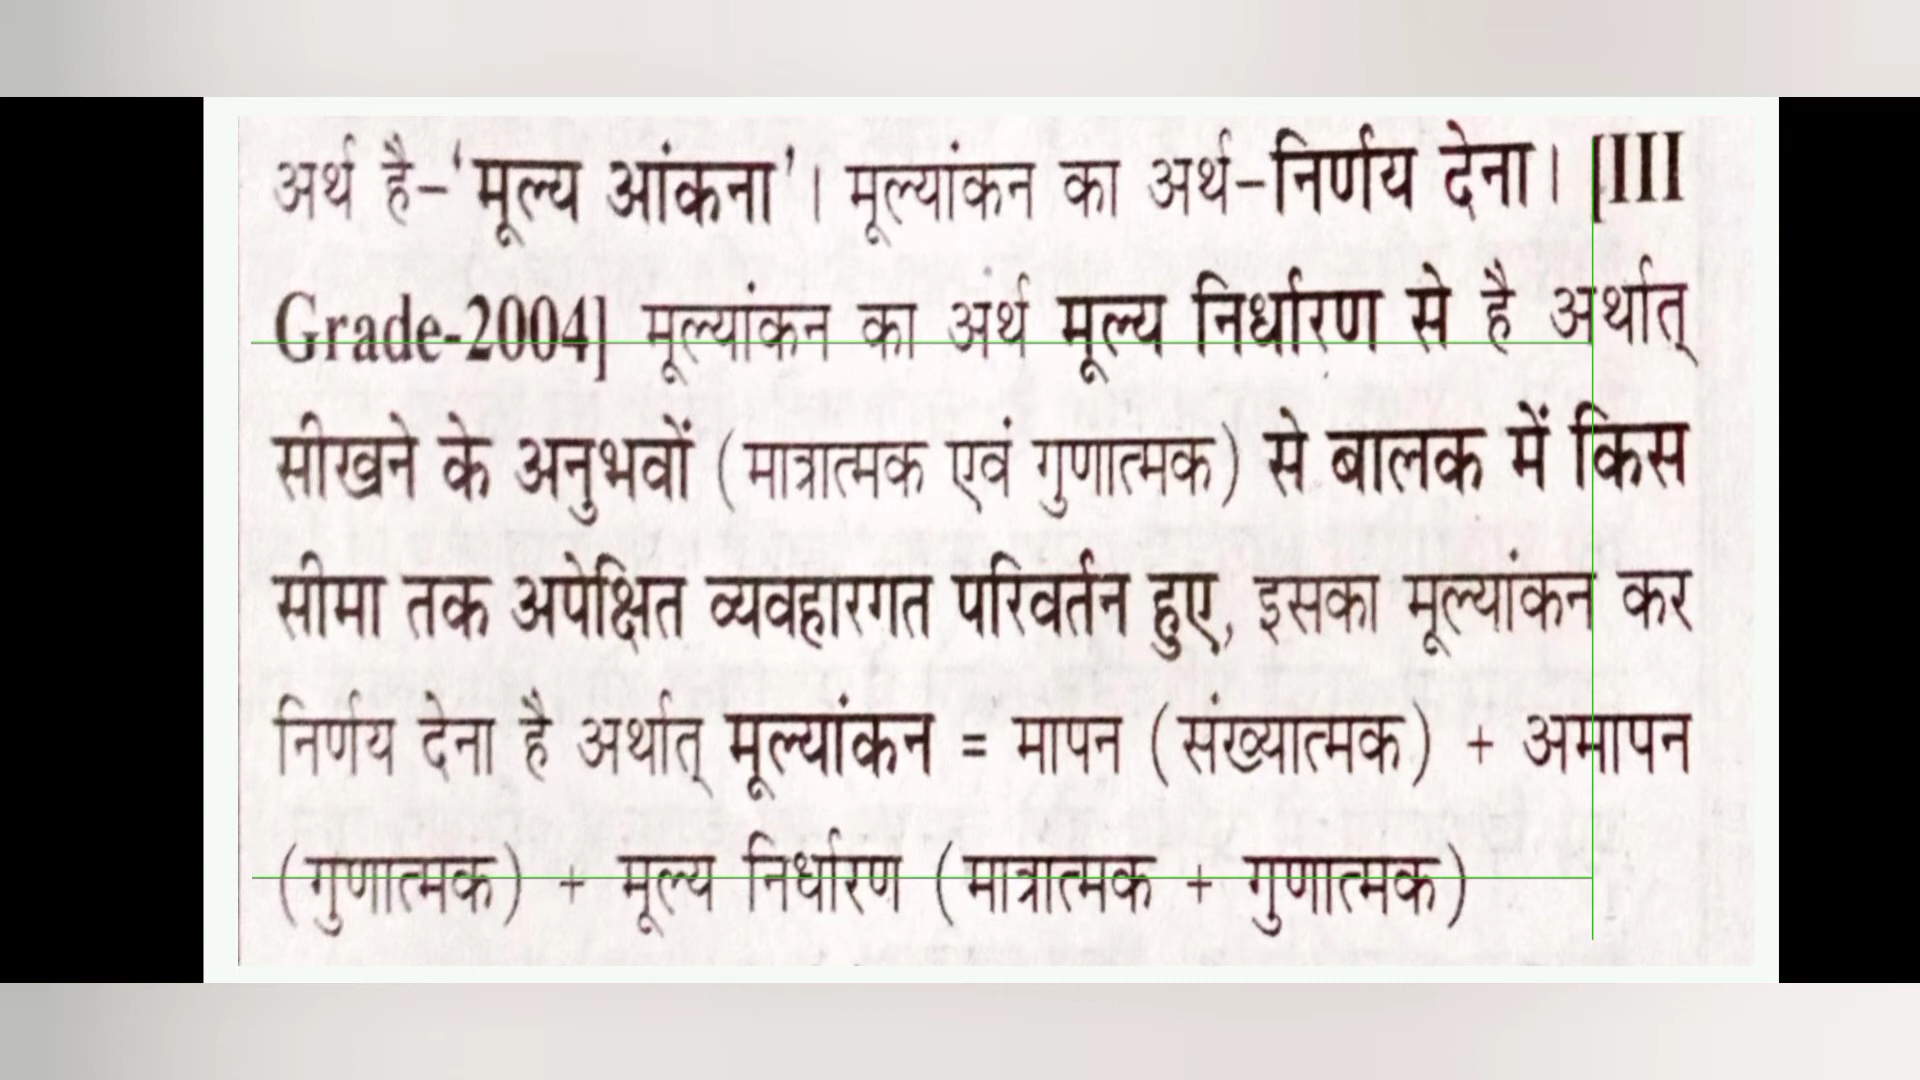 अर्थ है–‘मूल्य आंकना’। मूल्यांकन का अर्थ–निर्णय देना। [III
Grade-2004] मूल्यांकन का अर्थ मूल्य निर्धारण से है अर्थात्
सीखने के अनुभवों (मात्रात्मक एवं गुणात्मक) से बालक में किस
सीमा तक अपेक्षित व्यवहारगत परिवर्तन हुए, इसका मूल्यांकन कर
निर्णय देना है अर्थात् मूल्यांकन = मापन (संख्यात्मक) + अमापन
(गुणात्मक) + मूल्य निर्धारण (मात्रात्मक + गुणात्मक)